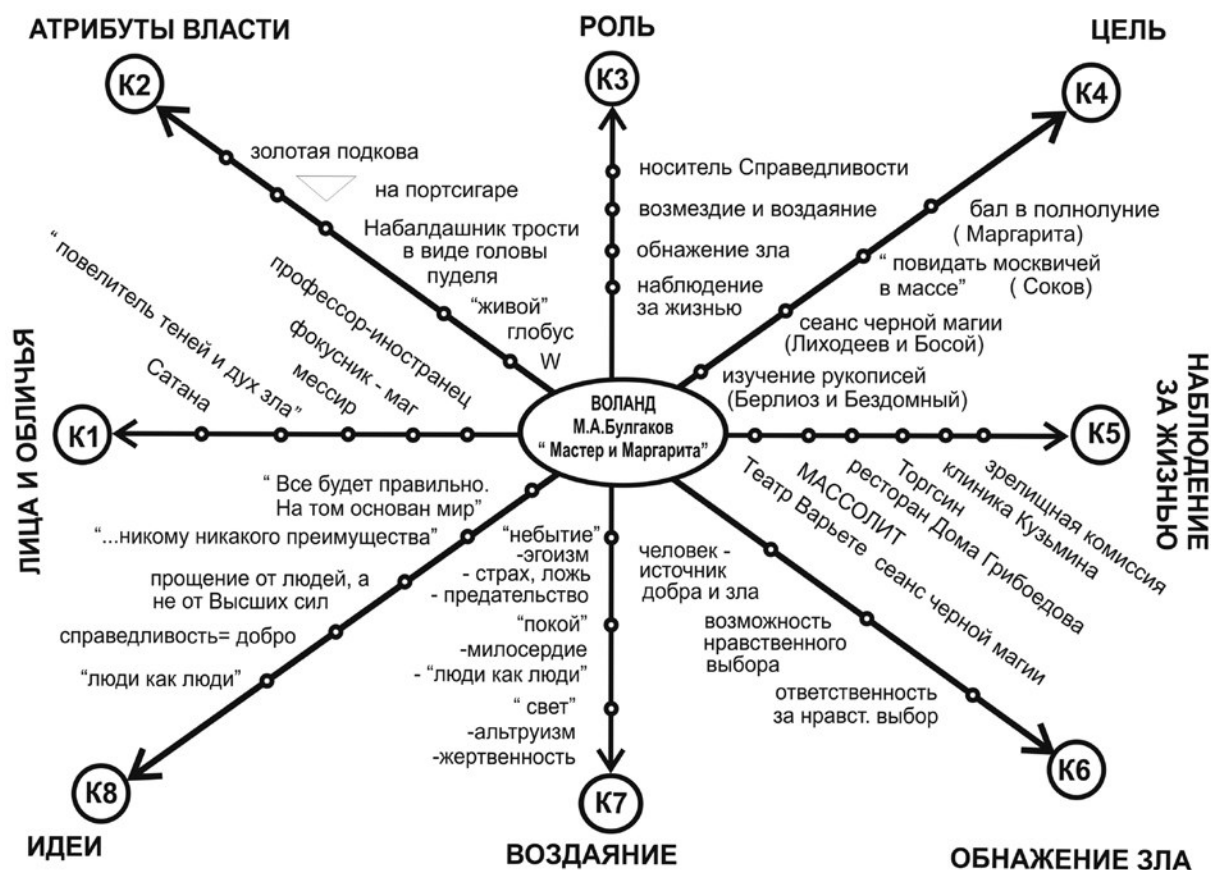 АТРИБУТЫ ВЛАСТИ
К2
золотая подкова
на портсигаре
Набалдашник трости
в виде головы
пуделя
“живой”
глобус
W
РОЛЬ
К3
носитель Справедливости
возмездие и воздаяние
обнажение зла
наблюдение
за жизнью
ЦЕЛЬ
К4
бал в полнолуние
( Маргарита)
“ повидать москвичей
в массе” ( Соков)
сеанс черной магии
(Лиходеев и Босой)
изучение рукописей
(Берлиоз и Бездомный)
ЛИЦА И ОБЛИЧЬЯ
К1
Сатана
“повелитель теней и дух зла”
мессир
фокусник - маг
профессор-иностранец
ВОЛАНД
М.А.Булгаков
“ Мастер и Маргарита”
НАБЛЮДЕНИЕ
ЗА ЖИЗНЬЮ
К5
Театр Варьете сеанс черной магии
МАССОЛИТ
ресторан Дома Грибоедова
Торгсин
клиника Кузьмина
зрелищная комиссия
“ Все будет правильно.
На том основан мир”
“...никому никакого преимущества”
прощение от людей, а
не от Высших сил
справедливость= добро
“люди как люди”
К8
ИДЕИ
“небытие”
-эгоизм
- страх, ложь
- предательство
“покой”
-милосердие
- “люди как люди”
“ свет”
-альтруизм
-жертвенность
К7
ВОЗДАЯНИЕ
человек -
источник
добра и зла
возможность
нравственного
выбора
ответственность
за нравст. выбор
К6
ОБНАЖЕНИЕ ЗЛА